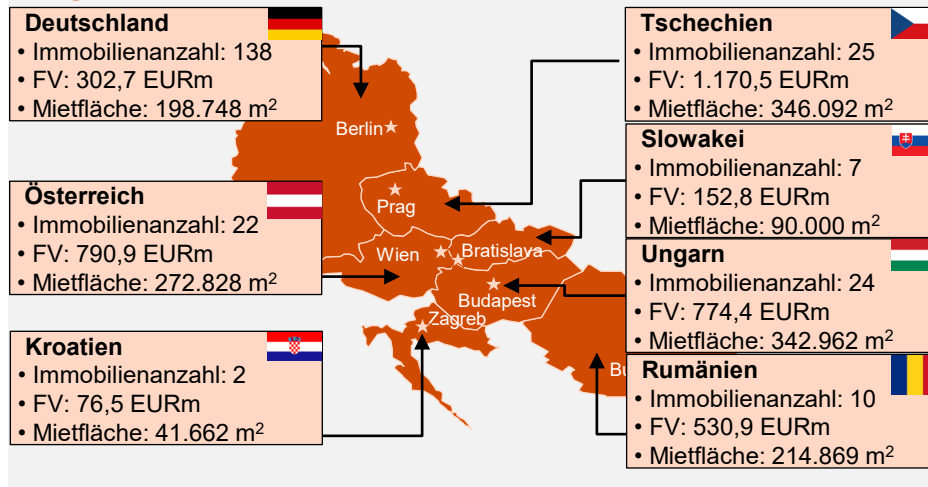 Deutschland
• Immobilienanzahl: 138
• FV: 302,7 EURm
• Mietfläche: 198.748 m²
Tschechien
• Immobilienanzahl: 25
• FV: 1.170,5 EURm
• Mietfläche: 346.092 m²
Berlin
Slowakei
• Immobilienanzahl: 7
• FV: 152,8 EURm
• Mietfläche: 90.000 m²
Österreich
• Immobilienanzahl: 22
• FV: 790,9 EURm
• Mietfläche: 272.828 m²
Prag
Wien
Bratislava
Ungarn
• Immobilienanzahl: 24
• FV: 774,4 EURm
• Mietfläche: 342.962 m²
Budapest
Zagreb
Kroatien
• Immobilienanzahl: 2
• FV: 76,5 EURm
• Mietfläche: 41.662 m²
Rumänien
• Immobilienanzahl: 10
• FV: 530,9 EURm
• Mietfläche: 214.869 m²